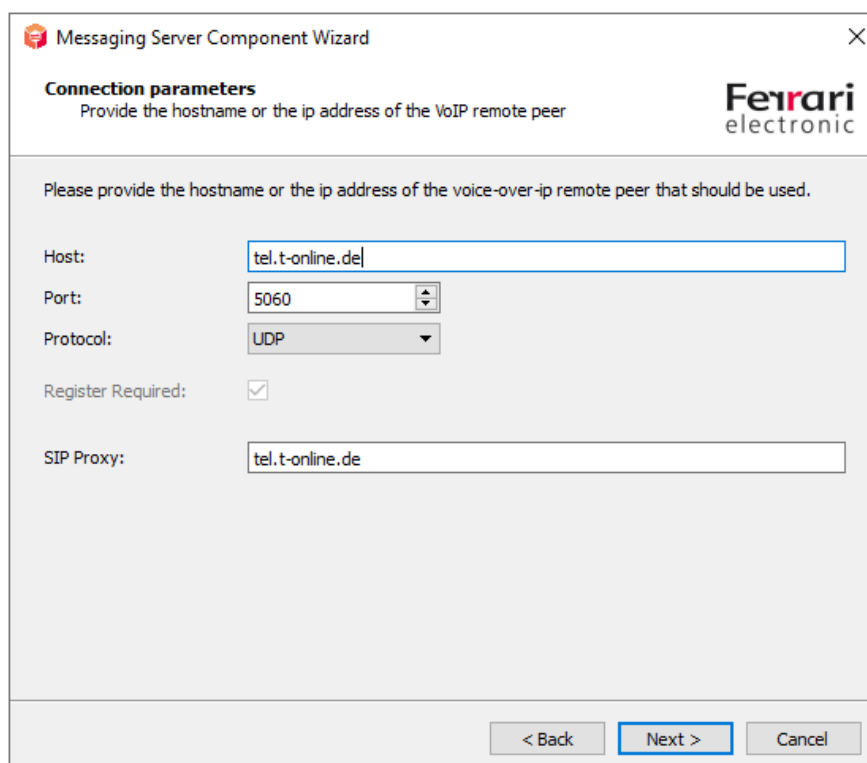 Messaging Server Component Wizard
Connection parameters
Provide the hostname or the ip address of the VoIP remote peer
Ferrari
electronic
Please provide the hostname or the ip address of the voice-over-ip remote peer that should be used.
Host: tel.t-online.de
Port: 5060
Protocol: UDP
Register Required:
SIP Proxy: tel.t-online.de
< Back Next > Cancel